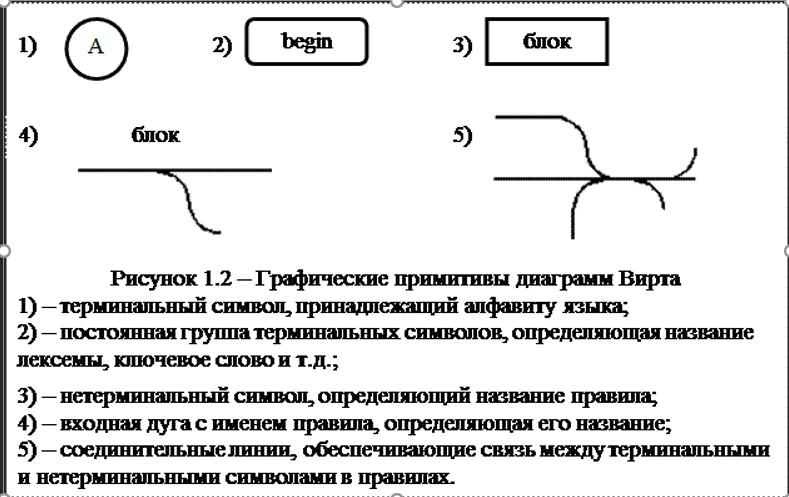 1) A 2) begin 3) блок
4) блок 5)
Рисунок 1.2 – Графические примитивы диаграмм Вирта
1) – терминальный символ, принадлежащий алфавиту языка;
2) – постоянная группа терминальных символов, определяющая название
лексемы, ключевое слово и т.д.;
3) – нетерминальный символ, определяющий название правила;
4) – входная дуга с именем правила, определяющая его название;
5) – соединительные линии, обеспечивающие связь между терминальными
и нетерминальными символами в правилах.